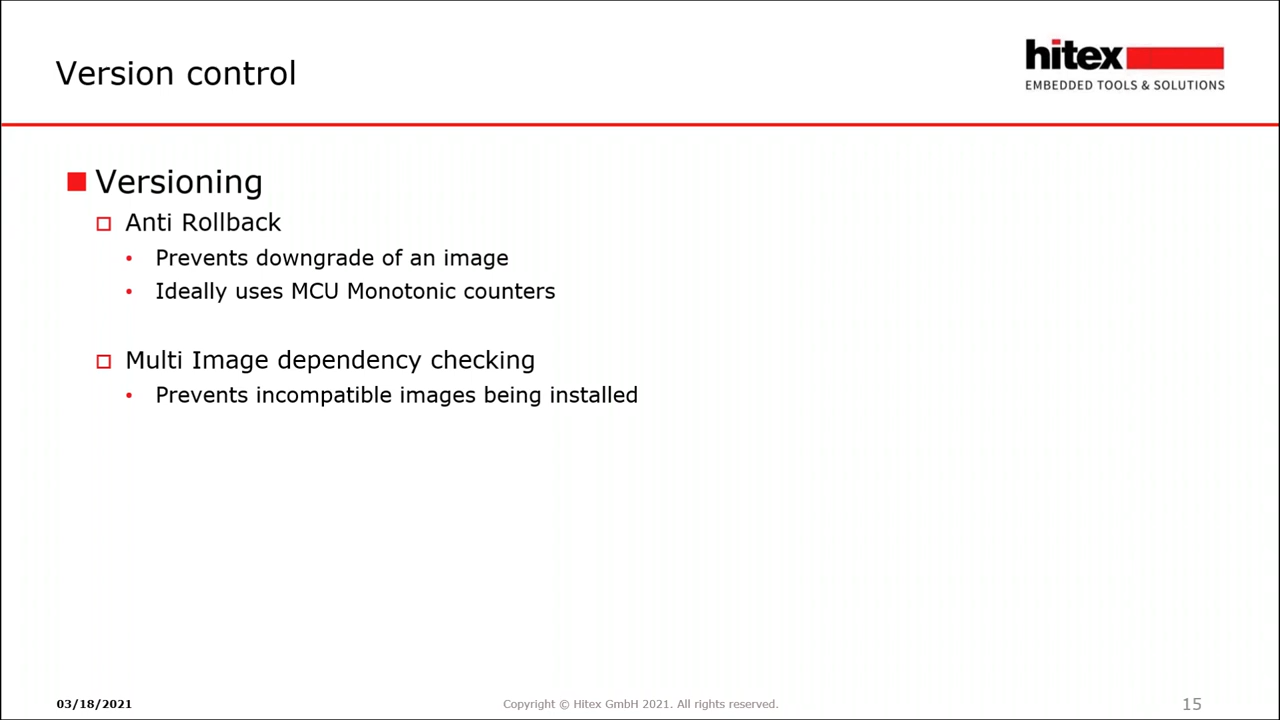 Version control
hitex
EMBEDDED TOOLS & SOLUTIONS
Versioning
Anti Rollback
Prevents downgrade of an image
Ideally uses MCU Monotonic counters
Multi Image dependency checking
Prevents incompatible images being installed
03/18/2021
Copyright © Hitex GmbH 2021. All rights reserved.
15